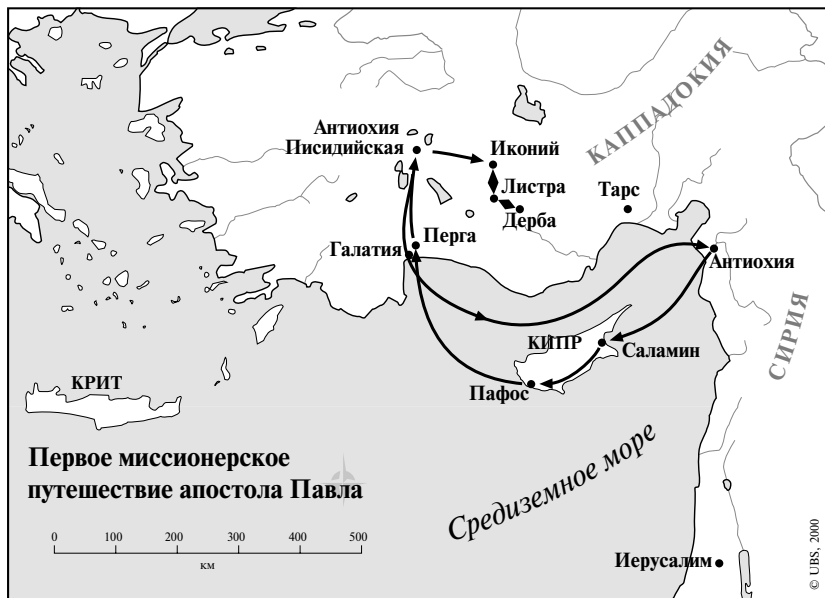 КАППАДОКИЯ
Антиохия
Писидийская
Иконий
Листра
Дерба
Тарс
Перга
Галатия
Антиохия
КИПР
Саламин
Пафос
СИРИЯ
КРИТ
Средиземное море
Первое миссионерское
путешествие апостола Павла
0 100 200 300 400 500
км
Иерусалим
© UBS, 2000